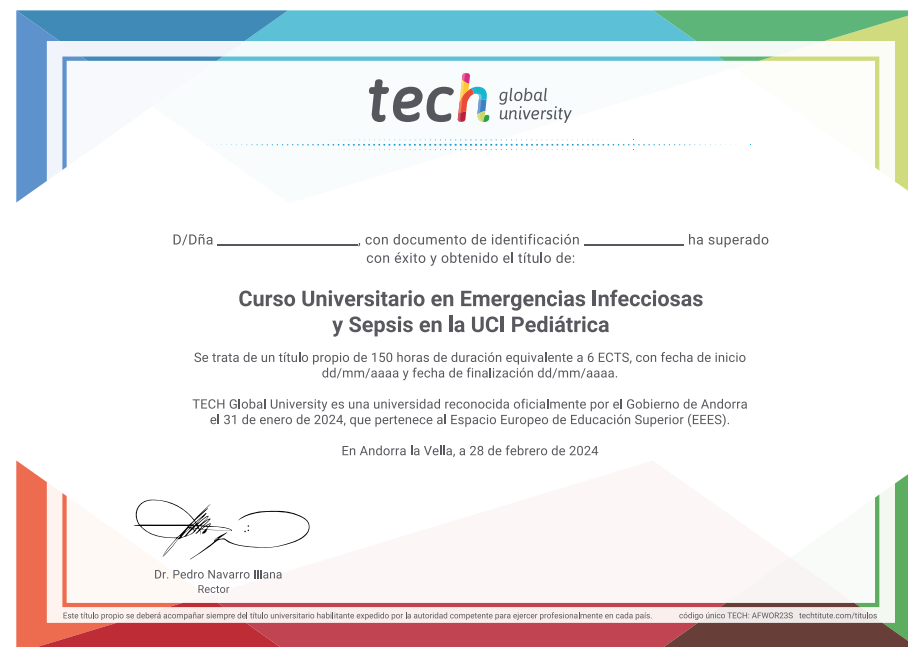 tech global university
D/Dña ____________________, con documento de identificación ______________ ha superado
con éxito y obtenido el título de:
Curso Universitario en Emergencias Infecciosas
y Sepsis en la UCI Pediátrica
Se trata de un título propio de 150 horas de duración equivalente a 6 ECTS, con fecha de inicio
dd/mm/aaaa y fecha de finalización dd/mm/aaaa.
TECH Global University es una universidad reconocida oficialmente por el Gobierno de Andorra
el 31 de enero de 2024, que pertenece al Espacio Europeo de Educación Superior (EEES).
En Andorra la Vella, a 28 de febrero de 2024
Dr. Pedro Navarro Illana
Rector
Este título propio se deberá acompañar siempre del título universitario habilitante expedido por la autoridad competente para ejercer profesionalmente en cada país. código único TECH: AFWOR23S techtitute.com/titulos